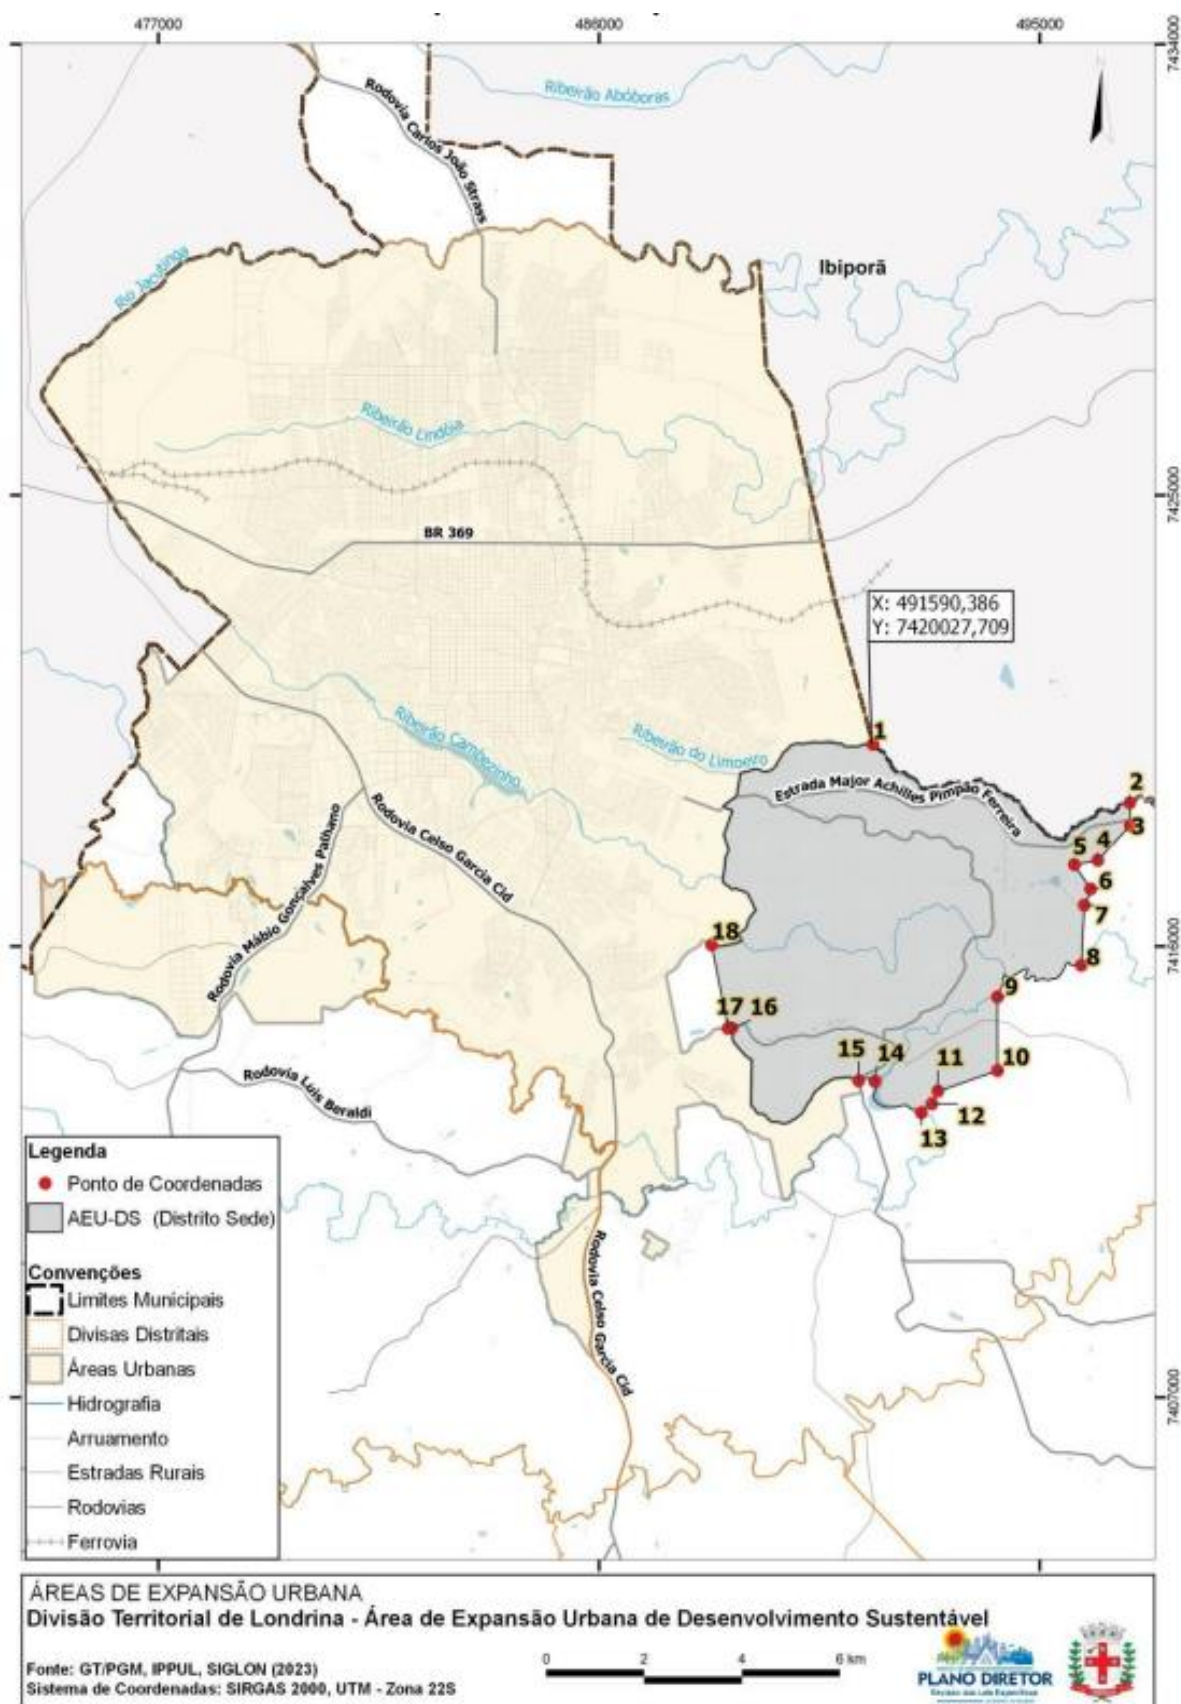 477000
486000
495000
7434000
Ribeirão Abóboras
Rodovia Carlos João Strass
Ibiporã
Rio Jacutinga
Ribeirão Lindóia
7425000
BR 369
X: 491590,386
Y: 7420027,709
Ribeirão Cambezinho
Ribeirão do Limoeiro
1
Estrada Major Achilles Pimpão Ferreira
2
3
4
5
6
7
8
Rodovia Mábio Gonçalves Palhano
Rodovia Celso Garcia Cid
18
7416000
9
17
16
15
14
11
10
12
13
Rodovia Luis Beraldi
Rodovia Celso Garcia Cid
7407000
Legenda
Ponto de Coordenadas
AEU-DS (Distrito Sede)
Convenções
Limites Municipais
Divisas Distritais
Áreas Urbanas
Hidrografia
Arruamento
Estradas Rurais
Rodovias
Ferrovia
ÁREAS DE EXPANSÃO URBANA
Divisão Territorial de Londrina - Área de Expansão Urbana de Desenvolvimento Sustentável
Fonte: GT/PGM, IPPUL, SIGLON (2023)
Sistema de Coordenadas: SIRGAS 2000, UTM - Zona 22S
0 2 4 6 km
PLANO DIRETOR